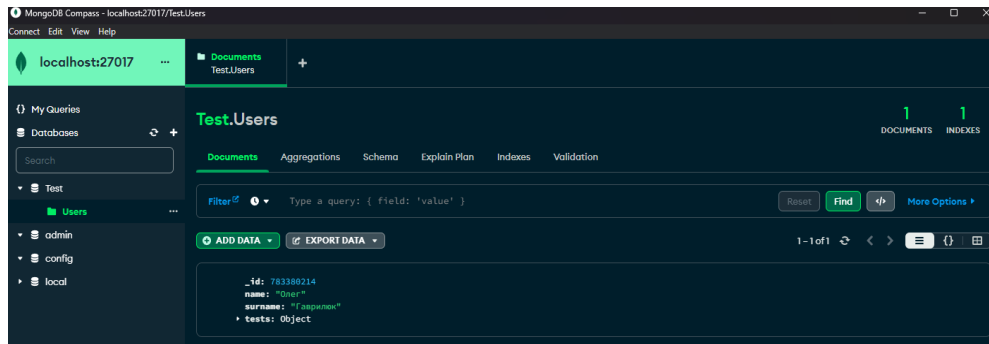 MongoDB Compass - localhost:27017/Test.Users
Connect Edit View Help
localhost:27017 ...
Documents
Test.Users
+
{} My Queries
Databases
Search
Test
Users ...
admin
config
local
Test.Users
1 DOCUMENTS
1 INDEXES
Documents Aggregations Schema Explain Plan Indexes Validation
Filter Type a query: { field: 'value' } Reset Find </> More Options
ADD DATA EXPORT DATA 1-1 of 1 {}
_id: 783380214
name: "Олег"
surname: "Гаврилюк"
tests: Object